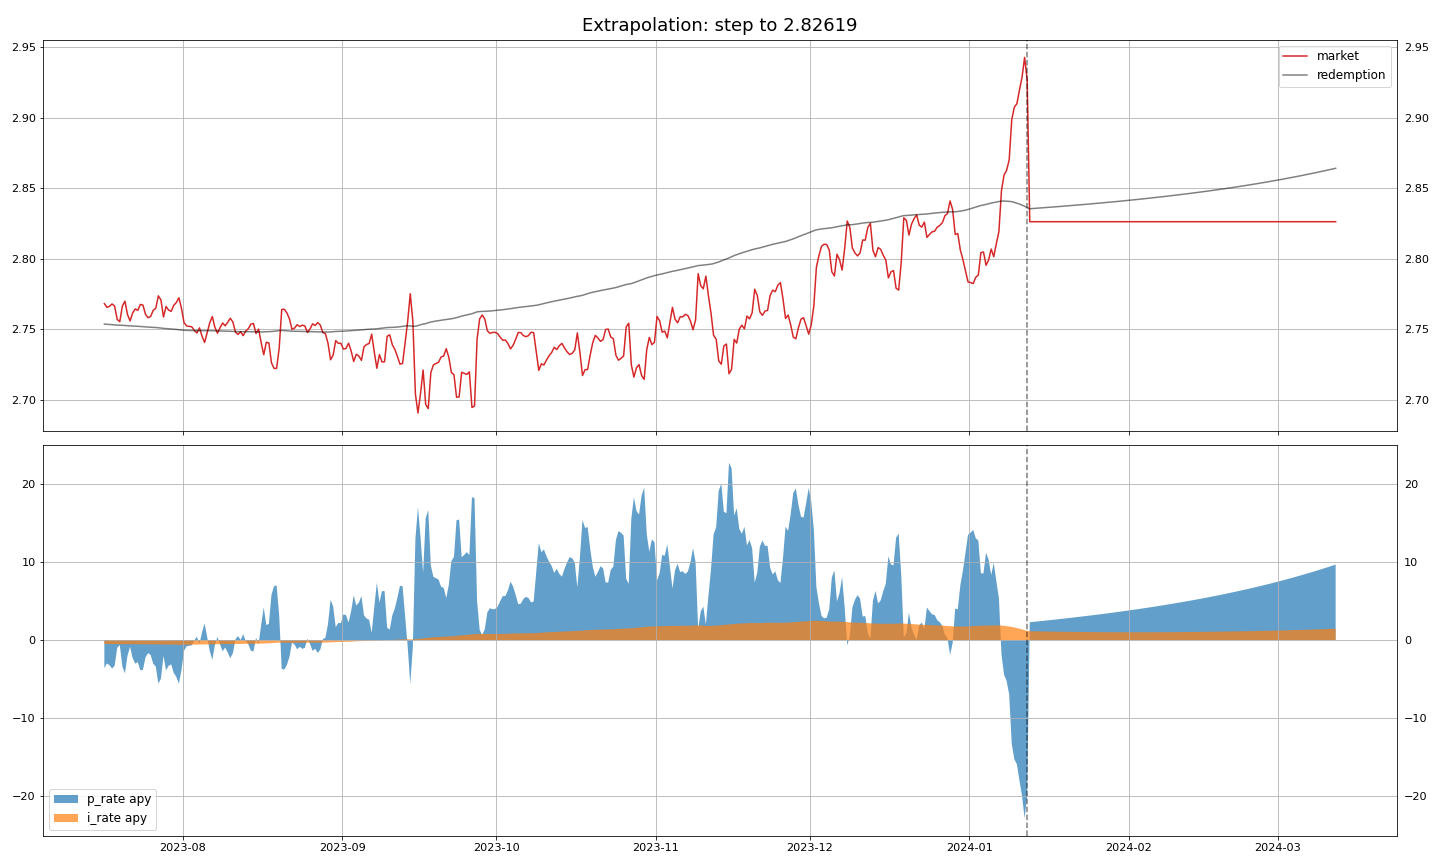 Extrapolation: step to 2.82619
2.95 2.95
market
redemption
2.90 2.90
2.85 2.85
2.80 2.80
2.75 2.75
2.70 2.70
20 20
10 10
0 0
−10 −10
−20 −20
p_rate apy
i_rate apy
2023-08 2023-09 2023-10 2023-11 2023-12 2024-01 2024-02 2024-03